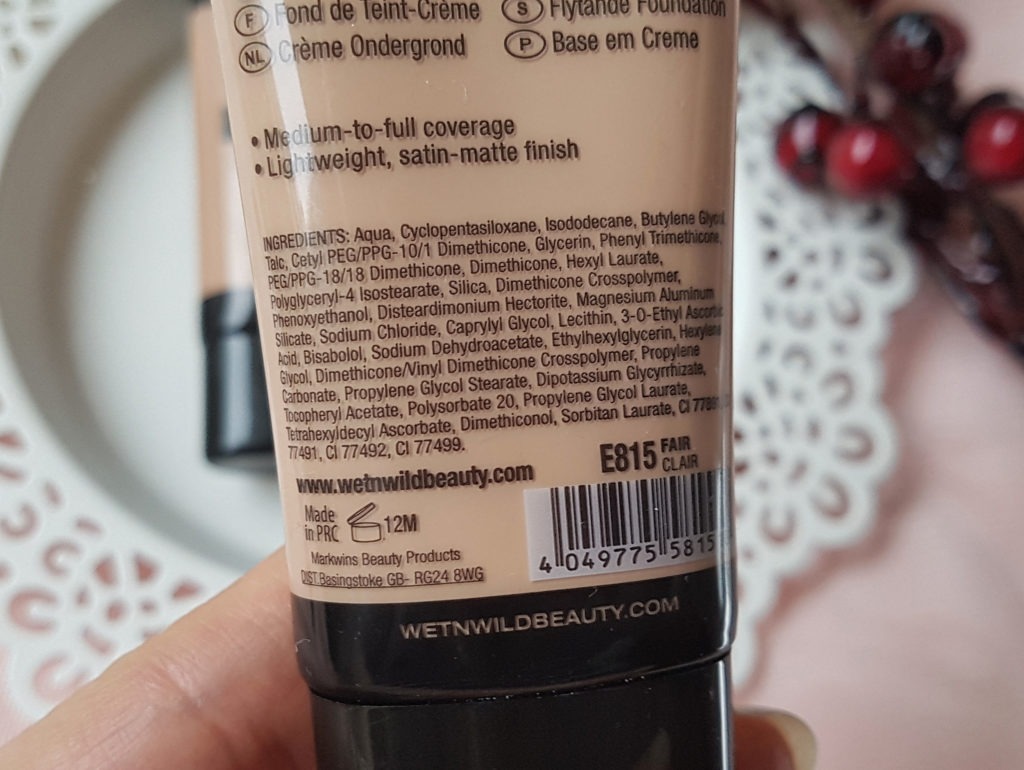 F Fond de Teint-Crème
S Flytande Foundation
NL Crème Ondergrond
P Base em Creme
• Medium-to-full coverage
• Lightweight, satin-matte finish
INGREDIENTS: Aqua, Cyclopentasiloxane, Isododecane, Butylene Glycol,
Talc, Cetyl PEG/PPG-10/1 Dimethicone, Glycerin, Phenyl Trimethicone,
PEG/PPG-18/18 Dimethicone, Dimethicone, Hexyl Laurate,
Polyglyceryl-4 Isostearate, Silica, Dimethicone Crosspolymer,
Phenoxyethanol, Disteardimonium Hectorite, Magnesium Aluminum
Silicate, Sodium Chloride, Caprylyl Glycol, Lecithin, 3-O-Ethyl Ascorbic
Acid, Bisabolol, Sodium Dehydroacetate, Ethylhexylglycerin, Hexylene
Glycol, Dimethicone/Vinyl Dimethicone Crosspolymer, Propylene
Carbonate, Propylene Glycol Stearate, Dipotassium Glycyrrhizate,
Tocopheryl Acetate, Polysorbate 20, Propylene Glycol Laurate,
Tetrahexyldecyl Ascorbate, Dimethiconol, Sorbitan Laurate, CI
77491, CI 77492, CI 77499.
E815 FAIR
CLAIR
www.wetnwildbeauty.com
Made
in PRC
12M
4 049775 5815
Markwins Beauty Products
DIST.Basingstoke GB- RG24 8WG
WETNWILDBEAUTY.COM